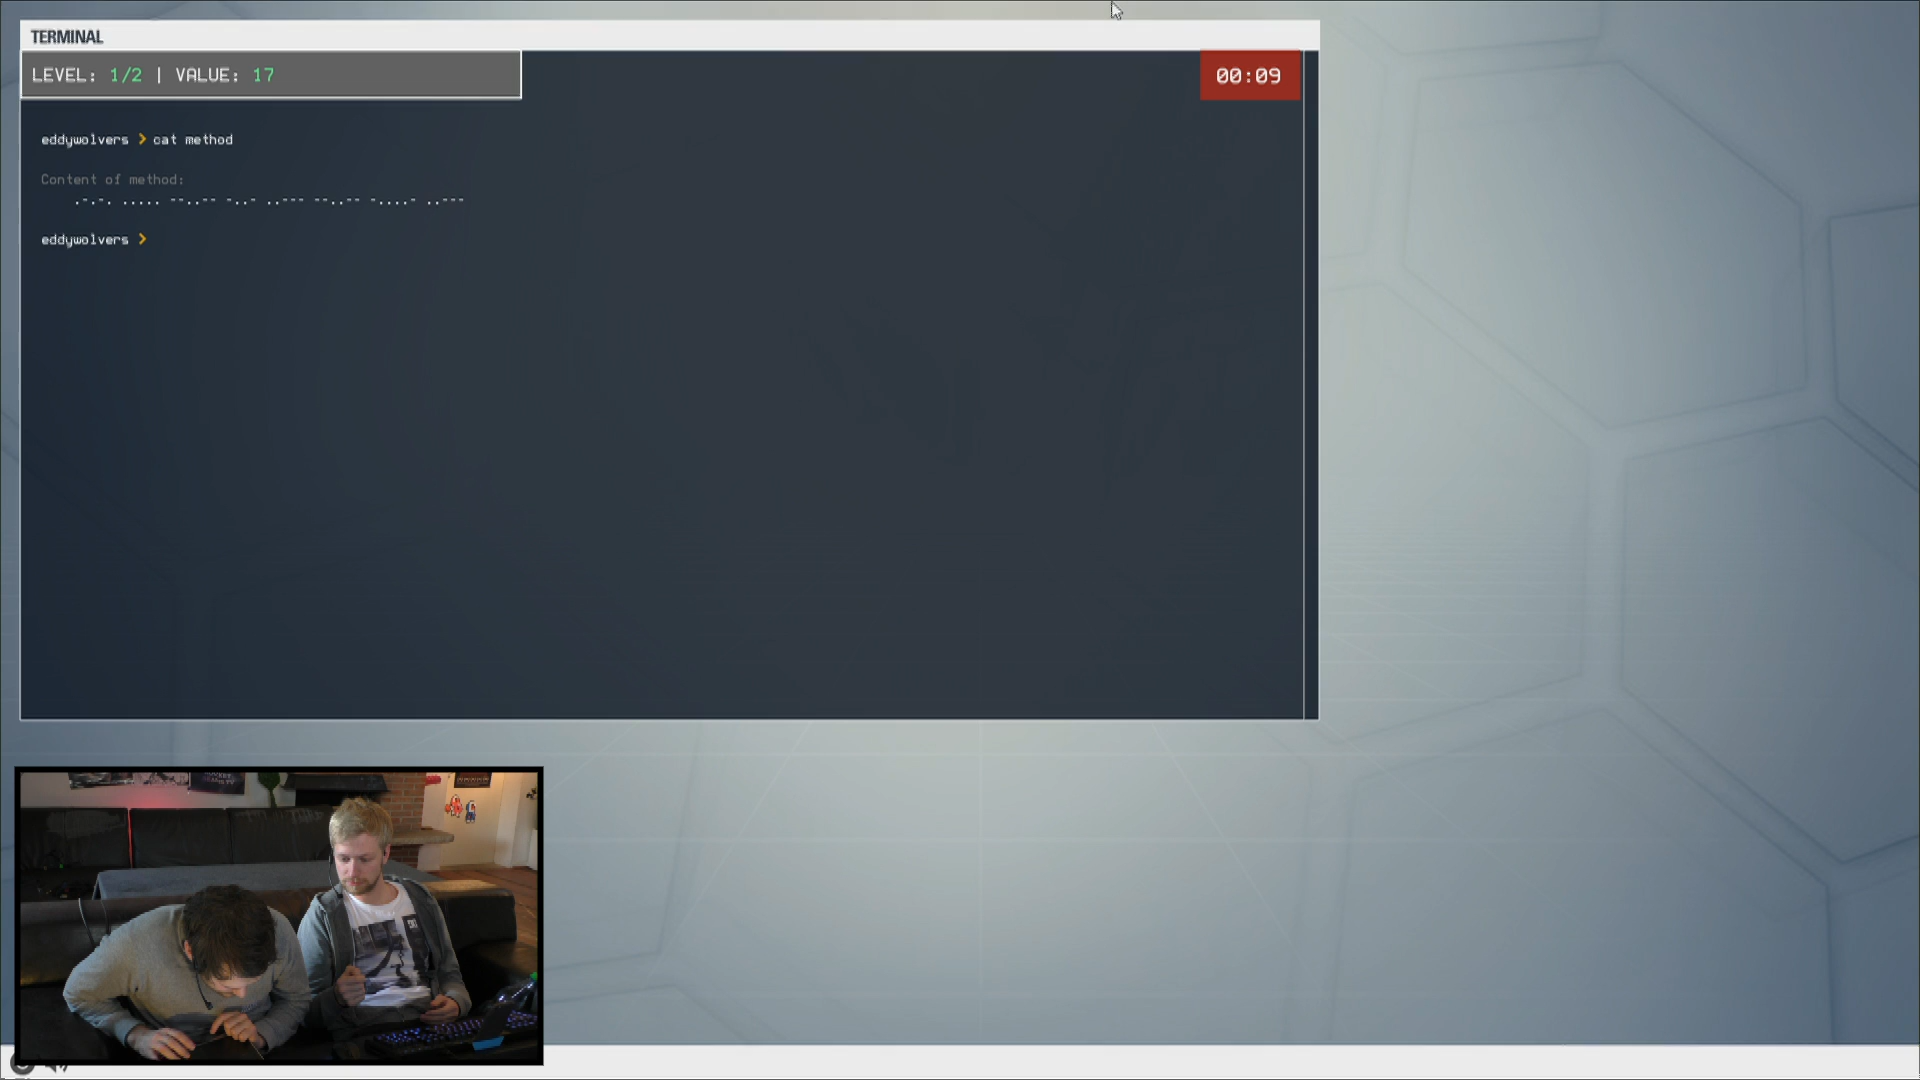 TERMINAL
LEVEL: 1/2 | VALUE: 17
00:09
eddywolvers > cat method
Content of method:
.-.-. ..... --..-- -..- ..--- --..-- -....- ..---
eddywolvers >